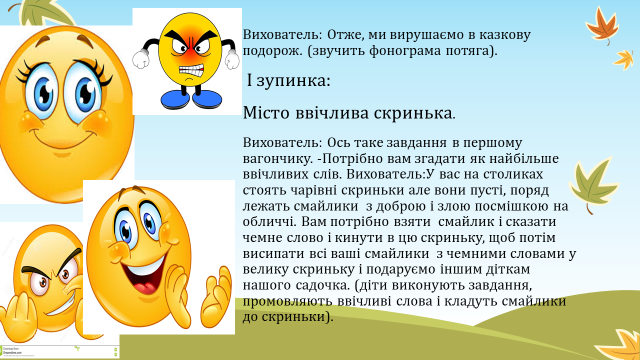 Вихователь: Отже, ми вирушаємо в казкову
подорож. (звучить фонограма потяга).
І зупинка:
Місто ввічлива скринька.
Вихователь: Ось таке завдання в першому
вагончику. -Потрібно вам згадати як найбільше
ввічливих слів. Вихователь:У вас на столиках
стоять чарівні скриньки але вони пусті, поряд
лежать смайлики з доброю і злою посмішкою на
обличчі. Вам потрібно взяти смайлик і сказати
чемне слово і кинути в цю скриньку, щоб потім
висипати всі ваші смайлики з чемними словами у
велику скриньку і подаруємо іншим діткам
нашого садочка. (діти виконують завдання,
промовляють ввічливі слова і кладуть смайлики
до скриньки).